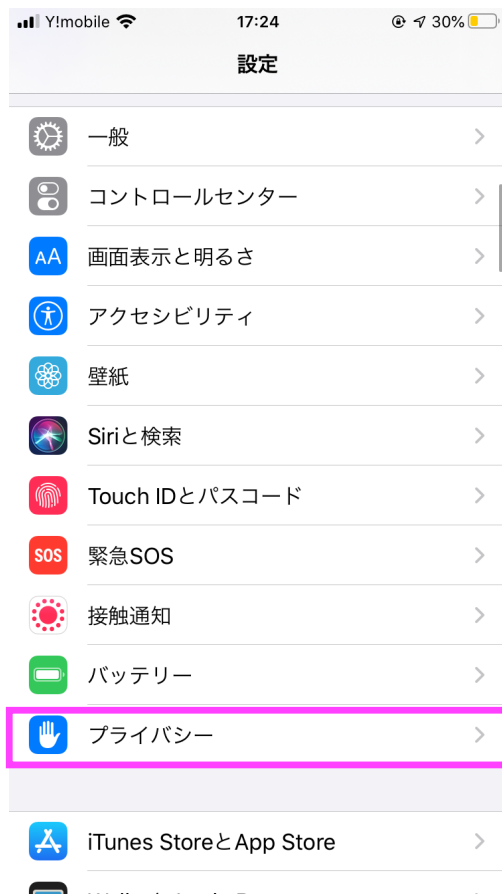 Y!mobile 17:24 30%
設定
一般
コントロールセンター
AA 画面表示と明るさ
アクセシビリティ
壁紙
Siriと検索
Touch IDとパスコード
SOS 緊急SOS
接触通知
バッテリー
プライバシー
iTunes StoreとApp Store